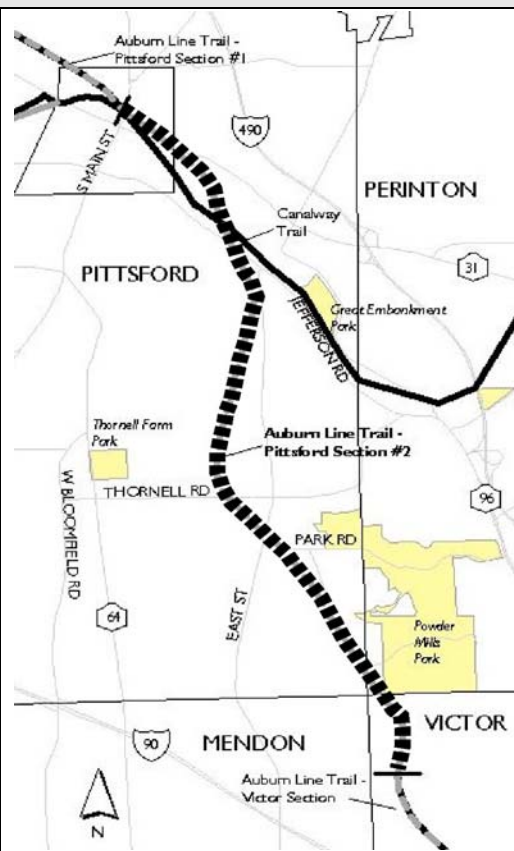 Auburn Line Trail -
Pittsford Section #1
S MAIN ST
490
PERINTON
Canalway
Trail
31
PITTSFORD
Great Embankment
Park
JEFFERSON RD
Thornell Farm
Park
Auburn Line Trail -
Pittsford Section #2
THORNELL RD
96
W BLOOMFIELD RD
PARK RD
EAST ST
64
Powder
Mills
Park
VICTOR
90
MENDON
Auburn Line Trail -
Victor Section
N